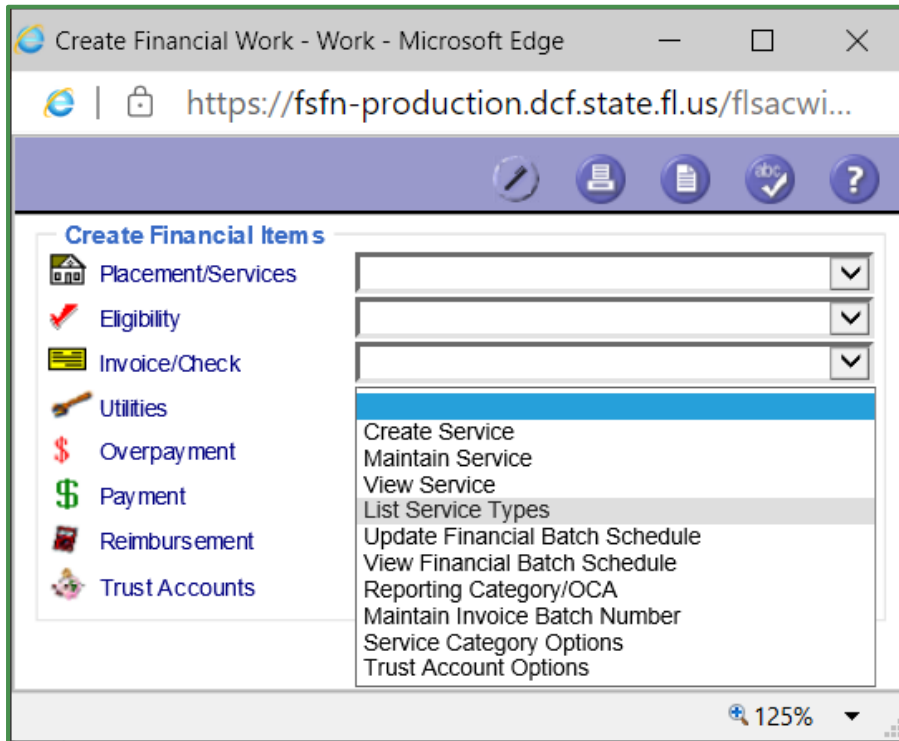 Create Financial Work - Work - Microsoft Edge
https://fsfn-production.dcf.state.fl.us/flsacwi...
abc
?
Create Financial Items
Placement/Services
Eligibility
Invoice/Check
Utilities
Overpayment
Payment
Reimbursement
Trust Accounts
Create Service
Maintain Service
View Service
List Service Types
Update Financial Batch Schedule
View Financial Batch Schedule
Reporting Category/OCA
Maintain Invoice Batch Number
Service Category Options
Trust Account Options
125%